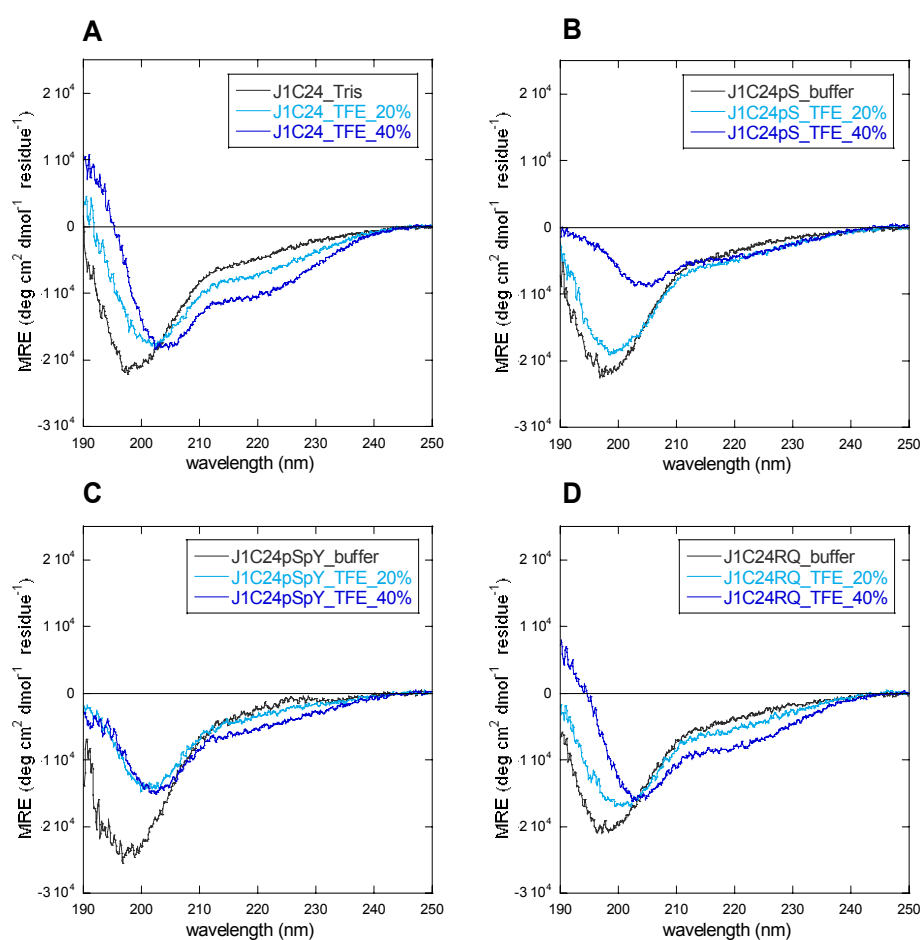 A
J1C24_Tris
J1C24_TFE_20%
J1C24_TFE_40%
2 10⁴
1 10⁴
0
-1 10⁴
-2 10⁴
-3 10⁴
MRE (deg cm² dmol⁻¹ residue⁻¹)
190 200 210 220 230 240 250
wavelength (nm)
B
J1C24pS_buffer
J1C24pS_TFE_20%
J1C24pS_TFE_40%
2 10⁴
1 10⁴
0
-1 10⁴
-2 10⁴
-3 10⁴
MRE (deg cm² dmol⁻¹ residue⁻¹)
190 200 210 220 230 240 250
wavelength (nm)
C
J1C24pSpY_buffer
J1C24pSpY_TFE_20%
J1C24pSpY_TFE_40%
2 10⁴
1 10⁴
0
-1 10⁴
-2 10⁴
-3 10⁴
MRE (deg cm² dmol⁻¹ residue⁻¹)
190 200 210 220 230 240 250
wavelength (nm)
D
J1C24RQ_buffer
J1C24RQ_TFE_20%
J1C24RQ_TFE_40%
2 10⁴
1 10⁴
0
-1 10⁴
-2 10⁴
-3 10⁴
MRE (deg cm² dmol⁻¹ residue⁻¹)
190 200 210 220 230 240 250
wavelength (nm)